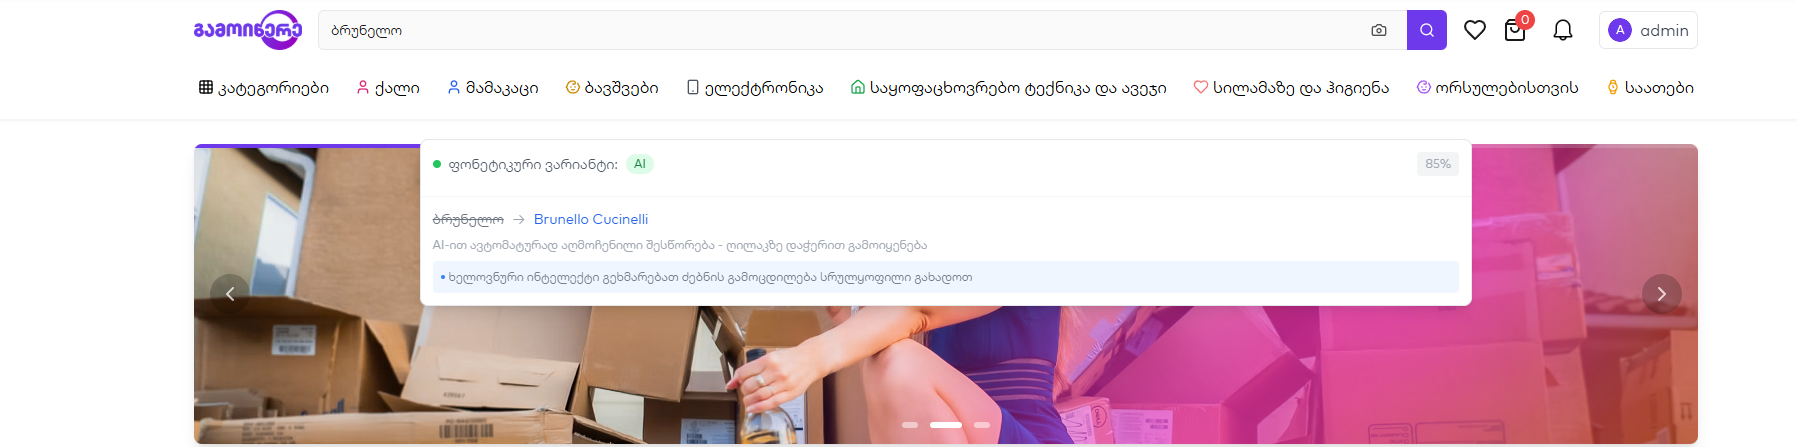 გამოიწერე
ბრუნელო
0
A admin
კატეგორიები ქალი მამაკაცი ბავშვები ელექტრონიკა საყოფაცხოვრებო ტექნიკა და ავეჯი სილამაზე და ჰიგიენა ორსულებისთვის საათები
ფონეტიკური ვარიანტი: AI 85%
ბრუნელო → Brunello Cucinelli
AI-ით ავტომატურად აღმოჩენილი შესწორება - ღილაკზე დაჭერით გამოიყენება
• ხელოვნური ინტელექტი გეხმარებათ ძებნის გამოცდილება სრულყოფილი გახადოთ